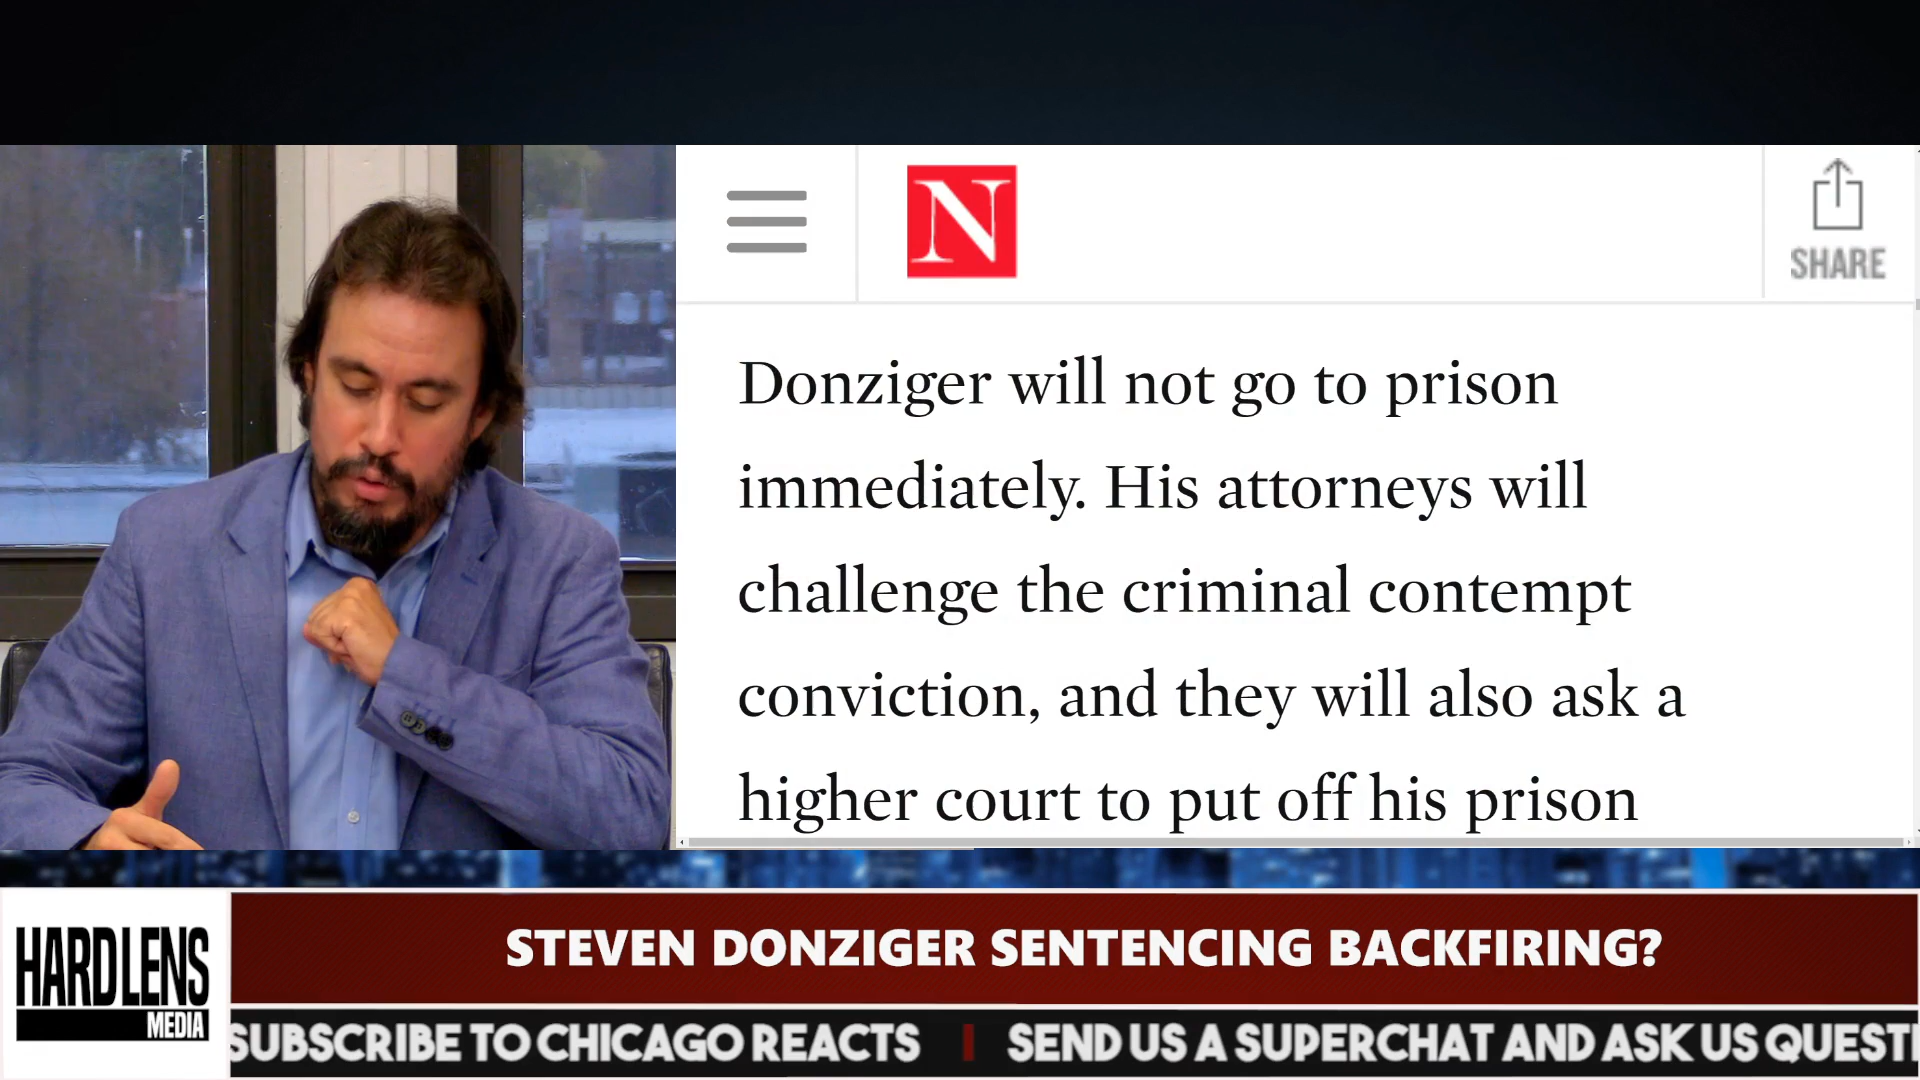 N
SHARE
Donziger will not go to prison
immediately. His attorneys will
challenge the criminal contempt
conviction, and they will also ask a
higher court to put off his prison
HARD LENS
MEDIA
STEVEN DONZIGER SENTENCING BACKFIRING?
SUBSCRIBE TO CHICAGO REACTS | SEND US A SUPERCHAT AND ASK US QUESTI